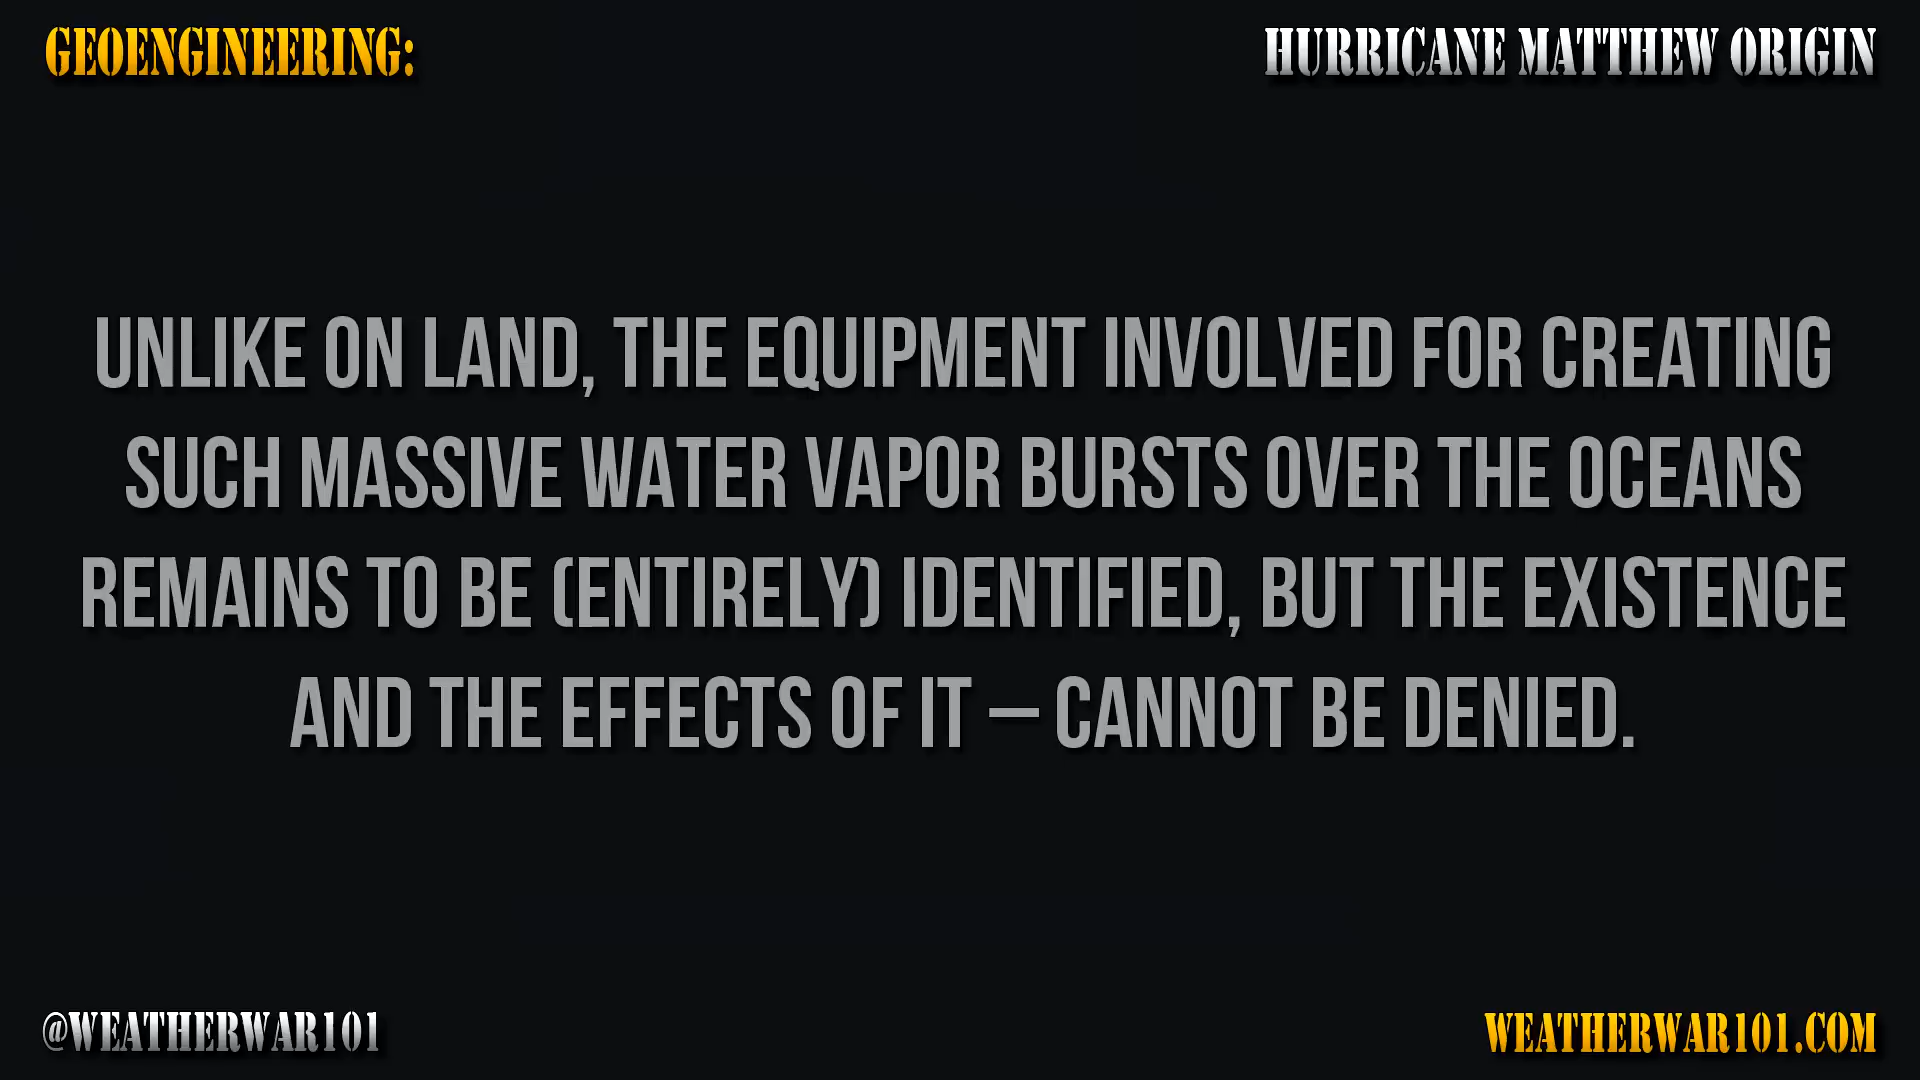 GEOENGINEERING:
HURRICANE MATTHEW ORIGIN
UNLIKE ON LAND, THE EQUIPMENT INVOLVED FOR CREATING
SUCH MASSIVE WATER VAPOR BURSTS OVER THE OCEANS
REMAINS TO BE (ENTIRELY) IDENTIFIED, BUT THE EXISTENCE
AND THE EFFECTS OF IT – CANNOT BE DENIED.
@WEATHERWAR101
WEATHERWAR101.COM